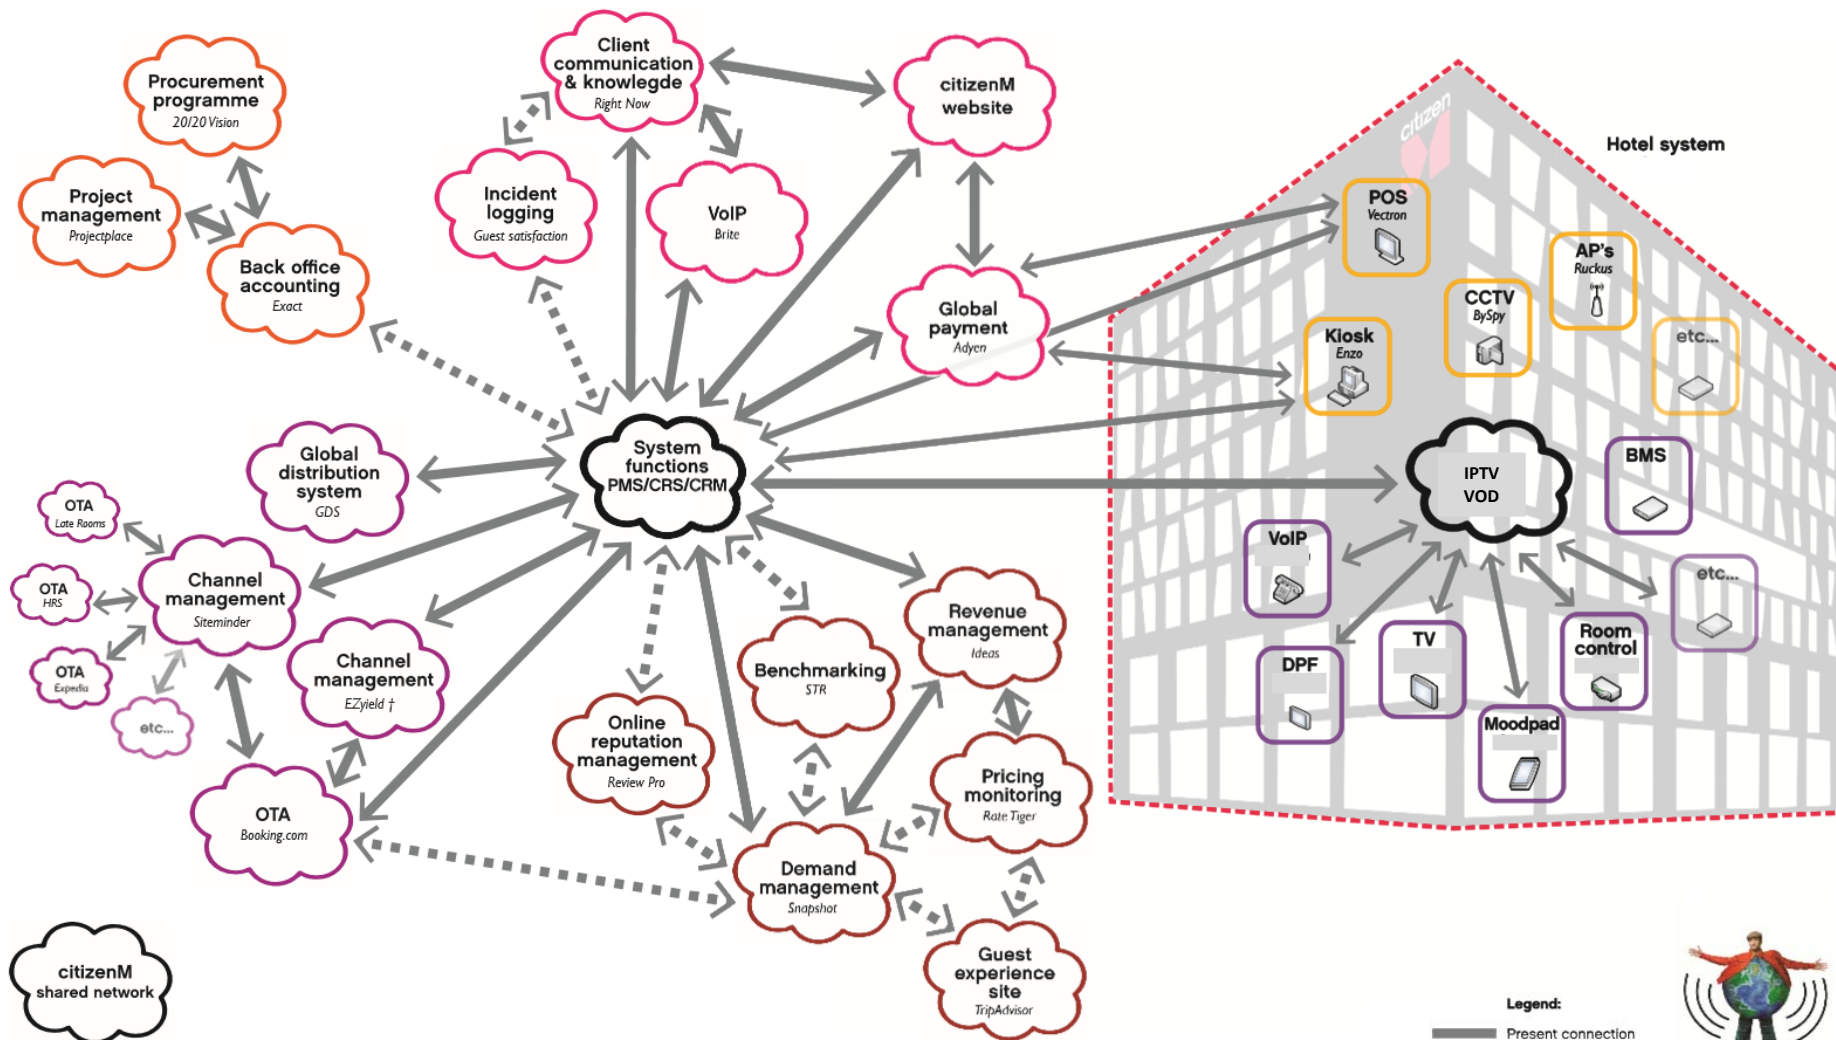 Procurement
programme
20/20 Vision
Project
management
Projectplace
Back office
accounting
Exact
Client
communication
& knowlegde
Right Now
citizenM
website
Incident
logging
Guest satisfaction
VoIP
Brite
Global
payment
Adyen
System
functions
PMS/CRS/CRM
Global
distribution
system
GDS
OTA
Late Rooms
OTA
HRS
OTA
Expedia
etc...
Channel
management
Siteminder
Channel
management
EZyield †
OTA
Booking.com
Online
reputation
management
Review Pro
Benchmarking
STR
Revenue
management
Ideas
Pricing
monitoring
Rate Tiger
Demand
management
Snapshot
Guest
experience
site
TripAdvisor
citizenM
shared network
Hotel system
citizen
POS
Vectron
AP's
Ruckus
CCTV
BySpy
Kiosk
Enzo
etc...
IPTV
VOD
BMS
VoIP
etc...
DPF
TV
Room
control
Moodpad
Legend:
Present connection